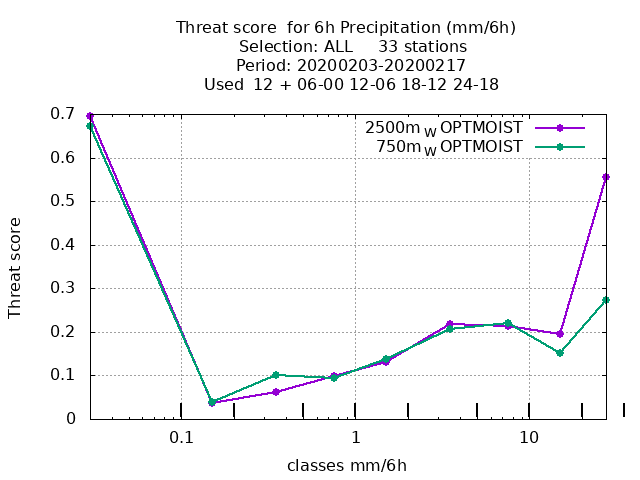 Threat score  for 6h Precipitation (mm/6h)
Selection: ALL     33 stations
Period: 20200203-20200217
Used  12 + 06-00 12-06 18-12 24-18
2500m W OPTMOIST
750m W OPTMOIST
0.7
0.6
0.5
0.4
0.3
0.2
0.1
0
Threat score
0.1 1 10
classes mm/6h